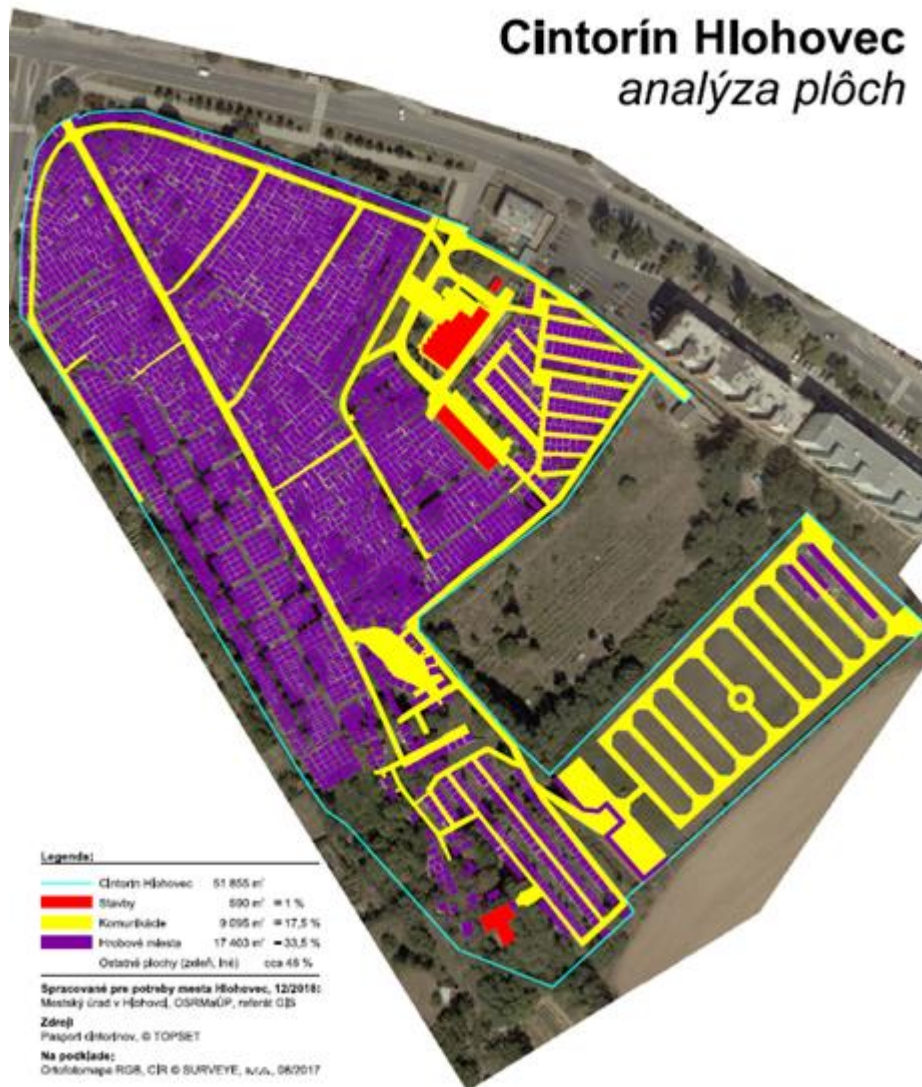 Cintorín Hlohovec
analýza plôch
Legenda:
Cintorín Hlohovec 51 855 m²
Stavby 590 m² = 1 %
Komunikácie 9 095 m² = 17,5 %
Hrobové miesta 17 403 m² = 33,5 %
Ostatné plochy (zeleň, iné) cca 48 %
Spracované pre potreby mesta Hlohovec, 12/2018:
Mestský úrad v Hlohovci, OSRMaÚP, referát GIS
Zdroj:
Pasport cintorínov, © TOPSET
Na podklade:
Ortofotomapa RGB, CIR © SURVEYE, s.r.o., 08/2017